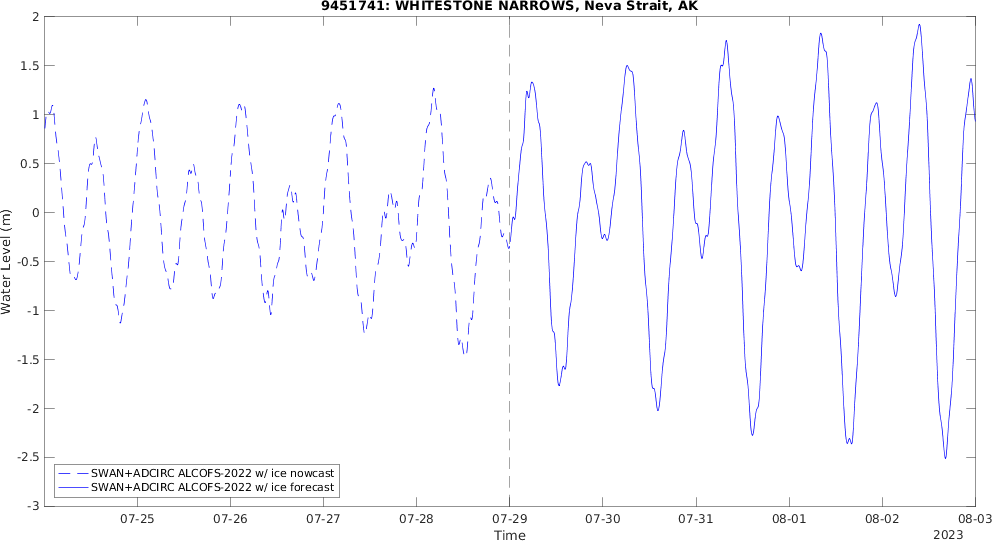 9451741: WHITESTONE NARROWS, Neva Strait, AK
2
1.5
1
0.5
0
-0.5
-1
-1.5
-2
-2.5
-3
Water Level (m)
SWAN+ADCIRC ALCOFS-2022 w/ ice nowcast
SWAN+ADCIRC ALCOFS-2022 w/ ice forecast
07-25 07-26 07-27 07-28 07-29 07-30 07-31 08-01 08-02 08-03
Time
2023